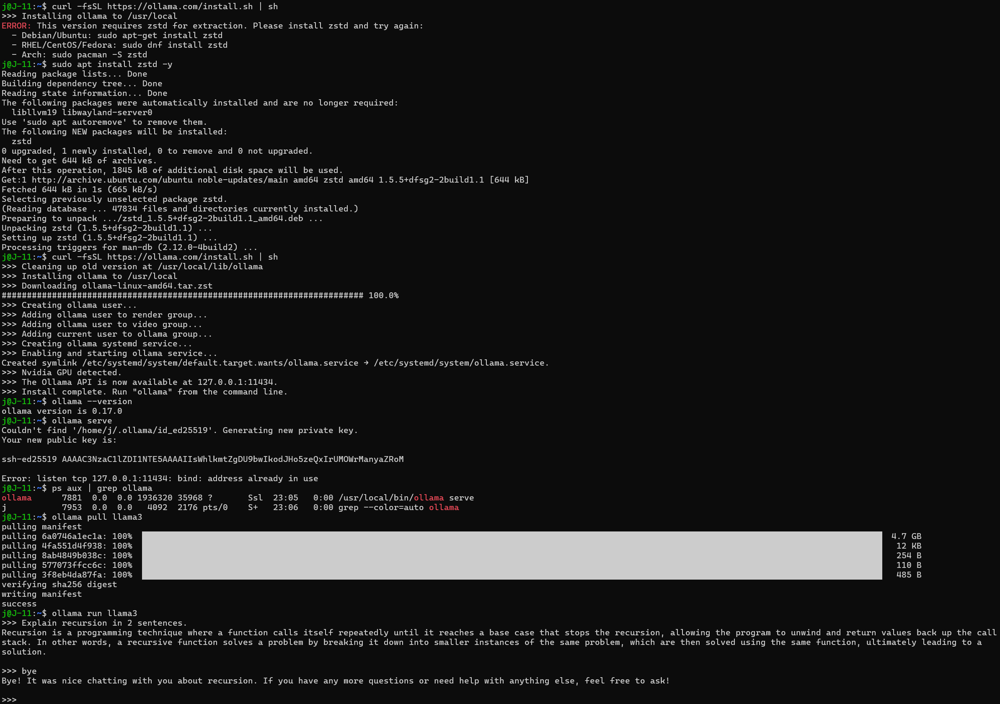 j@J-11:~$ curl -fsSL https://ollama.com/install.sh | sh
>>> Installing ollama to /usr/local
ERROR: This version requires zstd for extraction. Please install zstd and try again:
  - Debian/Ubuntu: sudo apt-get install zstd
  - RHEL/CentOS/Fedora: sudo dnf install zstd
  - Arch: sudo pacman -S zstd
j@J-11:~$ sudo apt install zstd -y
Reading package lists... Done
Building dependency tree... Done
Reading state information... Done
The following packages were automatically installed and are no longer required:
  libllvm19 libwayland-server0
Use 'sudo apt autoremove' to remove them.
The following NEW packages will be installed:
  zstd
0 upgraded, 1 newly installed, 0 to remove and 0 not upgraded.
Need to get 644 kB of archives.
After this operation, 1845 kB of additional disk space will be used.
Get:1 http://archive.ubuntu.com/ubuntu noble-updates/main amd64 zstd amd64 1.5.5+dfsg2-2build1.1 [644 kB]
Fetched 644 kB in 1s (665 kB/s)
Selecting previously unselected package zstd.
(Reading database ... 47834 files and directories currently installed.)
Preparing to unpack .../zstd_1.5.5+dfsg2-2build1.1_amd64.deb ...
Unpacking zstd (1.5.5+dfsg2-2build1.1) ...
Setting up zstd (1.5.5+dfsg2-2build1.1) ...
Processing triggers for man-db (2.12.0-4build2) ...
j@J-11:~$ curl -fsSL https://ollama.com/install.sh | sh
>>> Cleaning up old version at /usr/local/lib/ollama
>>> Installing ollama to /usr/local
>>> Downloading ollama-linux-amd64.tar.zst
######################################################################## 100.0%
>>> Creating ollama user...
>>> Adding ollama user to render group...
>>> Adding ollama user to video group...
>>> Adding current user to ollama group...
>>> Creating ollama systemd service...
>>> Enabling and starting ollama service...
Created symlink /etc/systemd/system/default.target.wants/ollama.service → /etc/systemd/system/ollama.service.
>>> Nvidia GPU detected.
>>> The Ollama API is now available at 127.0.0.1:11434.
>>> Install complete. Run "ollama" from the command line.
j@J-11:~$ ollama --version
ollama version is 0.17.0
j@J-11:~$ ollama serve
Couldn't find '/home/j/.ollama/id_ed25519'. Generating new private key.
Your new public key is:

ssh-ed25519 AAAAC3NzaC1lZDI1NTE5AAAAIIsWhlkmtZgDU9bwIkodJHo5zeQxIrUMOWrManyaZRoM

Error: listen tcp 127.0.0.1:11434: bind: address already in use
j@J-11:~$ ps aux | grep ollama
ollama      7881  0.0  0.0 1936320 35968 ?       Ssl  23:05   0:00 /usr/local/bin/ollama serve
j           7953  0.0  0.0   4092  2176 pts/0    S+   23:06   0:00 grep --color=auto ollama
j@J-11:~$ ollama pull llama3
pulling manifest
pulling 6a0746a1ec1a: 100% 4.7 GB
pulling 4fa551d4f938: 100% 12 KB
pulling 8ab4849b038c: 100% 254 B
pulling 577073ffcc6c: 100% 110 B
pulling 3f8eb4da87fa: 100% 485 B
verifying sha256 digest
writing manifest
success
j@J-11:~$ ollama run llama3
>>> Explain recursion in 2 sentences.
Recursion is a programming technique where a function calls itself repeatedly until it reaches a base case that stops the recursion, allowing the program to unwind and return values back up the call
stack. In other words, a recursive function solves a problem by breaking it down into smaller instances of the same problem, which are then solved using the same function, ultimately leading to a
solution.

>>> bye
Bye! It was nice chatting with you about recursion. If you have any more questions or need help with anything else, feel free to ask!

>>>